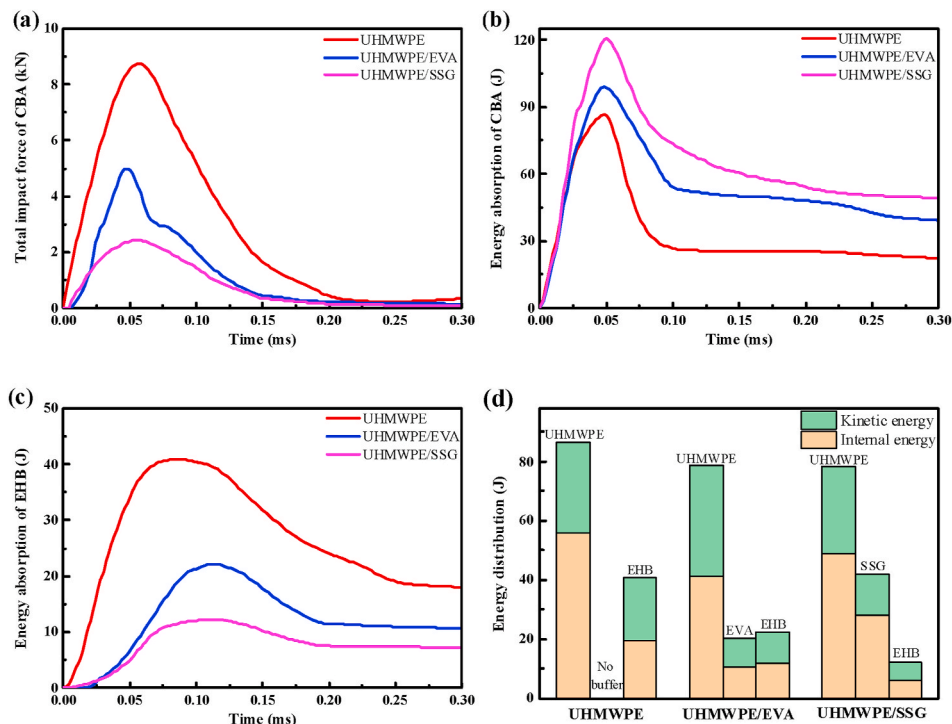 (a)
10
8
6
4
2
0
Total impact force of CBA (kN)
UHMWPE
UHMWPE/EVA
UHMWPE/SSG
0.00 0.05 0.10 0.15 0.20 0.25 0.30
Time (ms)
(b)
120
90
60
30
0
Energy absorption of CBA (J)
UHMWPE
UHMWPE/EVA
UHMWPE/SSG
0.00 0.05 0.10 0.15 0.20 0.25 0.30
Time (ms)
(c)
50
40
30
20
10
0
Energy absorption of EHB (J)
UHMWPE
UHMWPE/EVA
UHMWPE/SSG
0.00 0.05 0.10 0.15 0.20 0.25 0.30
Time (ms)
(d)
80
60
40
20
0
Energy distribution (J)
Kinetic energy
Internal energy
UHMWPE
No
buffer
EHB
UHMWPE
EVA
EHB
UHMWPE
SSG
EHB
UHMWPE UHMWPE/EVA UHMWPE/SSG